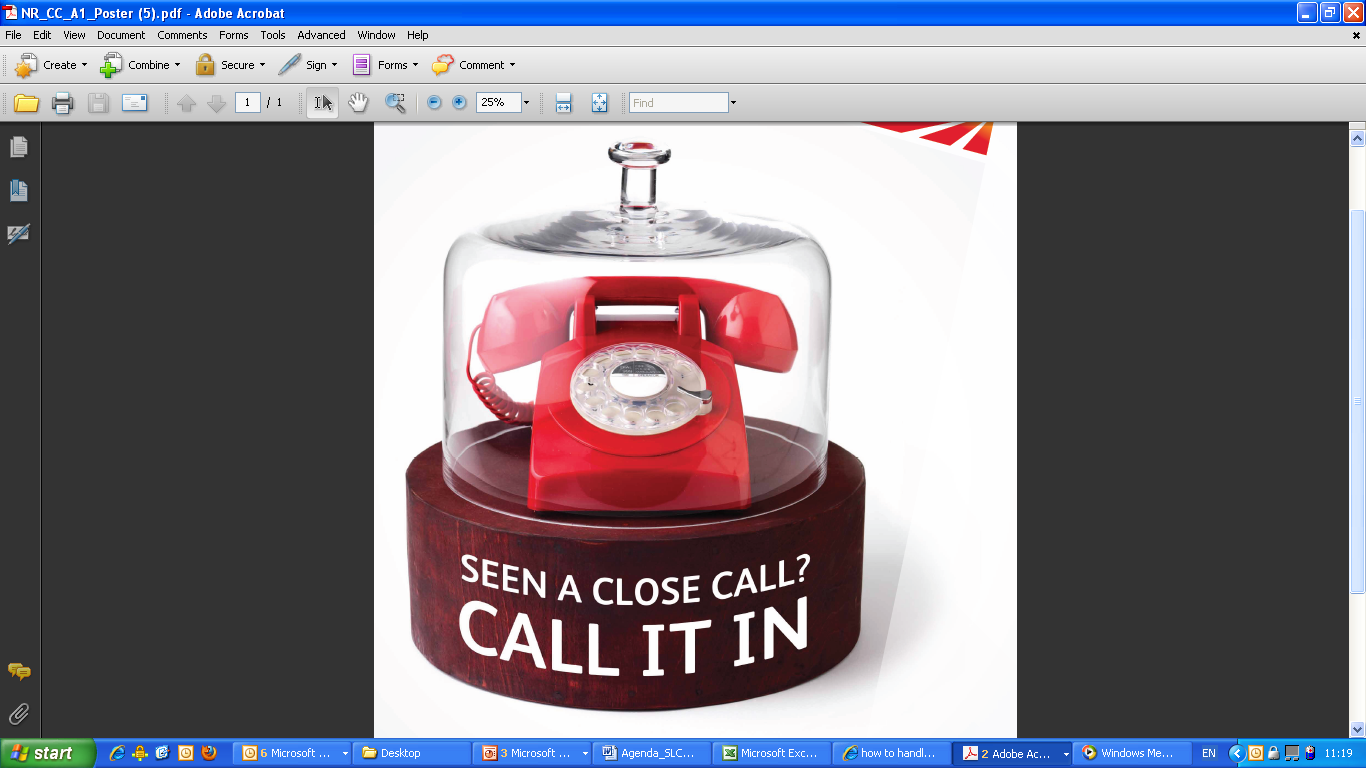 NR_CC_A1_Poster (5).pdf - Adobe Acrobat
File Edit View Document Comments Forms Tools Advanced Window Help
Create Combine Secure Sign Forms Comment
1 / 1 25% Find
SEEN A CLOSE CALL?
CALL IT IN
start 6 Microsoft ... Desktop 3 Microsoft ... Agenda_SLC... Microsoft Exc... how to handl... 2 Adobe Ac... Windows Me... EN 11:19